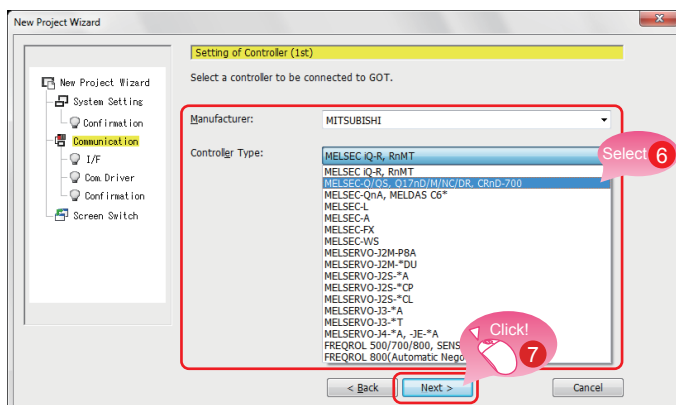 New Project Wizard
Setting of Controller (1st)
Select a controller to be connected to GOT.
New Project Wizard
System Setting
Confirmation
Communication
I/F
Com. Driver
Confirmation
Screen Switch
Manufacturer:
MITSUBISHI
Controller Type:
MELSEC iQ-R, RnMT
Select 6
MELSEC iQ-R, RnMT
MELSEC-Q/QS, Q17nD/M/NC/DR, CRnD-700
MELSEC-QnA, MELDAS C6*
MELSEC-L
MELSEC-A
MELSEC-FX
MELSEC-WS
MELSERVO-J2M-P8A
MELSERVO-J2M-*DU
MELSERVO-J2S-*A
MELSERVO-J2S-*CP
MELSERVO-J2S-*CL
MELSERVO-J3-*A
MELSERVO-J3-*T
MELSERVO-J4-*A, -JE-*A
FREQROL 500/700/800, SENS
FREQROL 800(Automatic Nego
Click!
7
< Back
Next >
Cancel